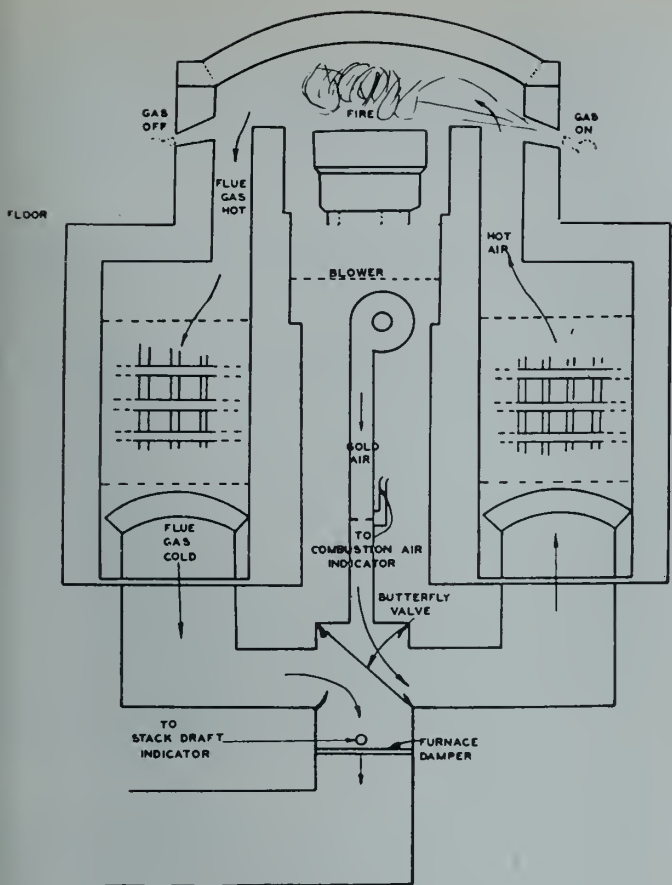 GAS
OFF
FIRE
GAS
ON
FLUE
GAS
HOT
FLOOR
HOT
AIR
BLOWER
COLD
AIR
FLUE
GAS
COLD
TO
COMBUSTION AIR
INDICATOR
BUTTERFLY
VALVE
TO
STACK DRAFT
INDICATOR
FURNACE
DAMPER